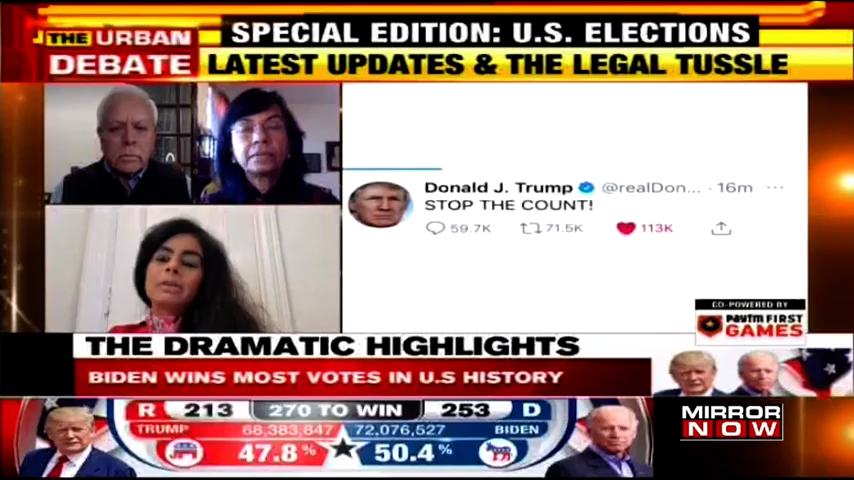 THE URBAN
DEBATE
SPECIAL EDITION: U.S. ELECTIONS
LATEST UPDATES & THE LEGAL TUSSLE
Donald J. Trump @realDon... · 16m ...
STOP THE COUNT!
59.7K 71.5K 113K
CO-POWERED BY
Paytm FIRST
GAMES
THE DRAMATIC HIGHLIGHTS
BIDEN WINS MOST VOTES IN U.S HISTORY
R 213 270 TO WIN 253 D
TRUMP 68,383,847 72,076,527 BIDEN
47.8% 50.4%
MIRROR
NOW